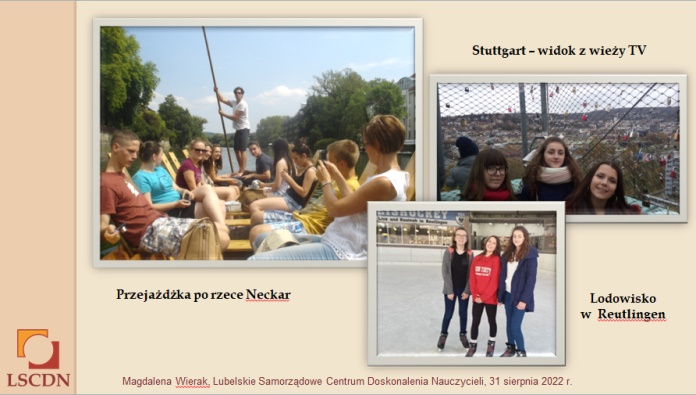 Stuttgart – widok z wieży TV
Przejażdżka po rzece Neckar
Lodowisko
w Reutlingen
LSCDN
Magdalena Wierak, Lubelskie Samorządowe Centrum Doskonalenia Nauczycieli, 31 sierpnia 2022 r.